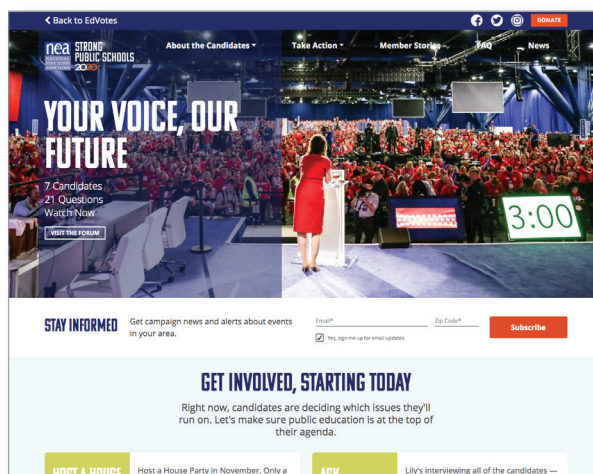 Back to EdVotes
DONATE
nea
NATIONAL
EDUCATION
ASSOCIATION
STRONG
PUBLIC SCHOOLS
2020
About the Candidates
Take Action
Member Stories
FAQ
News
YOUR VOICE, OUR
FUTURE
7 Candidates
21 Questions
Watch Now
VISIT THE FORUM
3:00
STAY INFORMED
Get campaign news and alerts about events
in your area.
Email*
Zip Code*
Yes, sign me up for email updates.
Subscribe
GET INVOLVED, STARTING TODAY
Right now, candidates are deciding which issues they'll
run on. Let's make sure public education is at the top of
their agenda.
HOST A HOUSE
Host a House Party in November. Only a
ASK
Lily's interviewing all of the candidates —